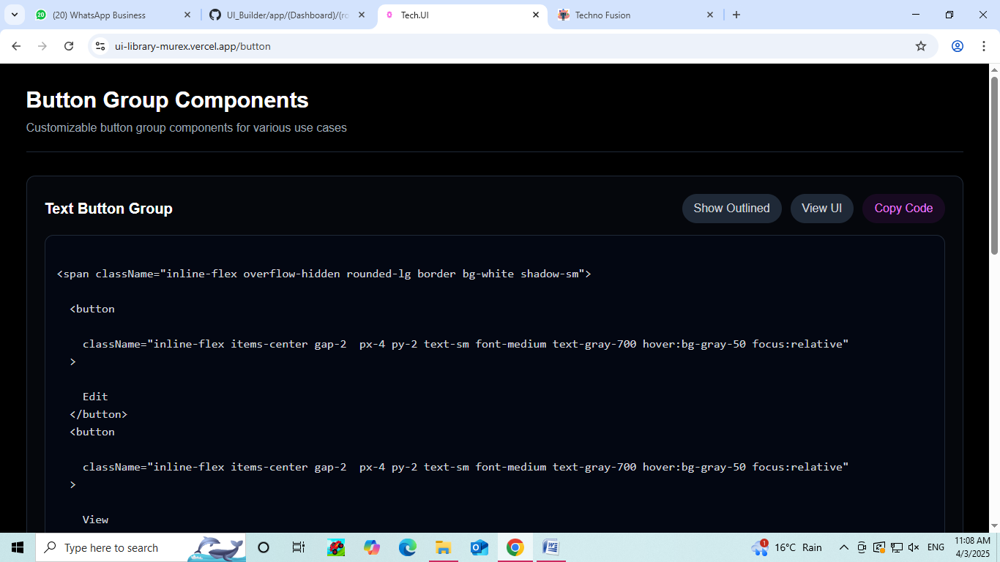 20
(20) WhatsApp Business
UI_Builder/app/(Dashboard)/(ro
Tech.UI
Techno Fusion
ui-library-murex.vercel.app/button
Button Group Components
Customizable button group components for various use cases
Text Button Group
Show Outlined
View UI
Copy Code
<span className="inline-flex overflow-hidden rounded-lg border bg-white shadow-sm">
<button
className="inline-flex items-center gap-2  px-4 py-2 text-sm font-medium text-gray-700 hover:bg-gray-50 focus:relative"
>
Edit
</button>
<button
className="inline-flex items-center gap-2  px-4 py-2 text-sm font-medium text-gray-700 hover:bg-gray-50 focus:relative"
>
View
Type here to search
1
16°C Rain
ENG
11:08 AM
4/3/2025